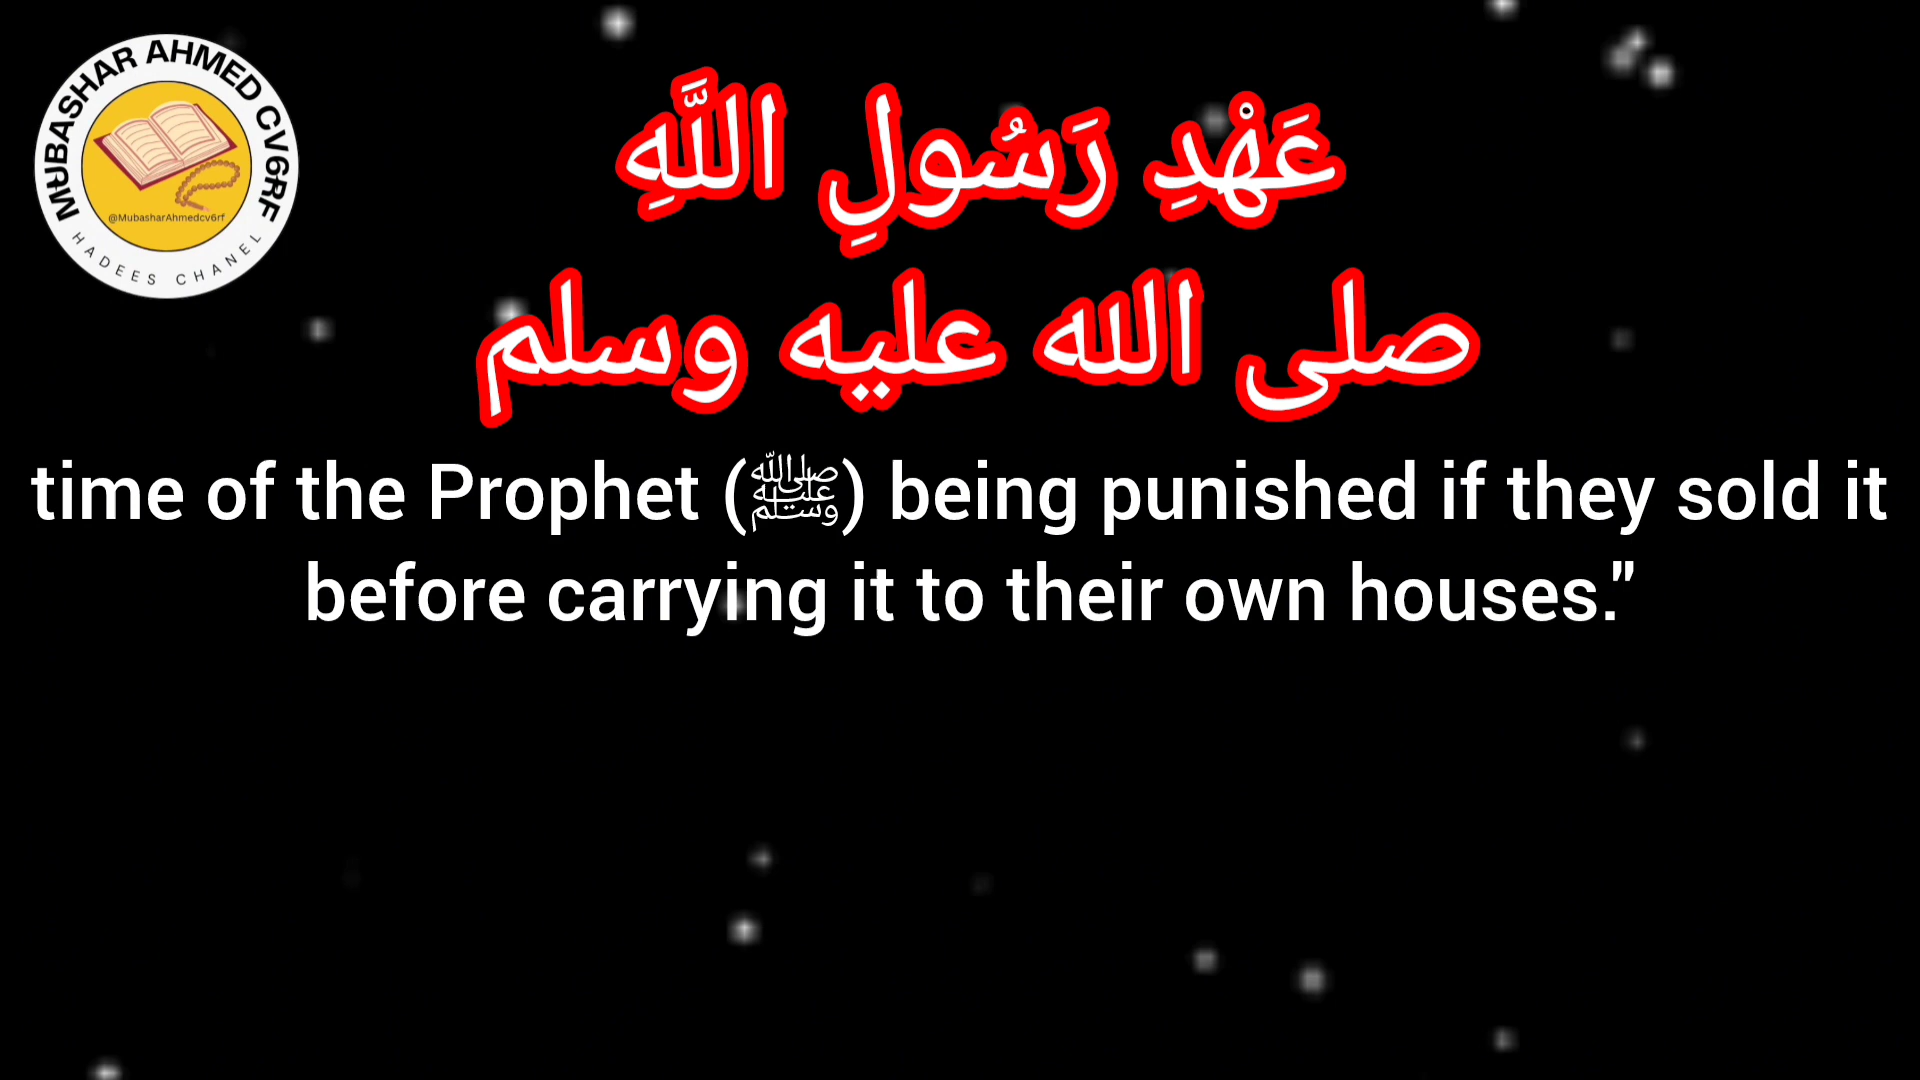 MUBASHAR AHMED CV6RF
@MubasharAhmedcv6rf
HADEES CHANEL
عَهْدِ رَسُولِ اللَّهِ
صلى الله عليه وسلم
time of the Prophet (ﷺ) being punished if they sold it
before carrying it to their own houses."